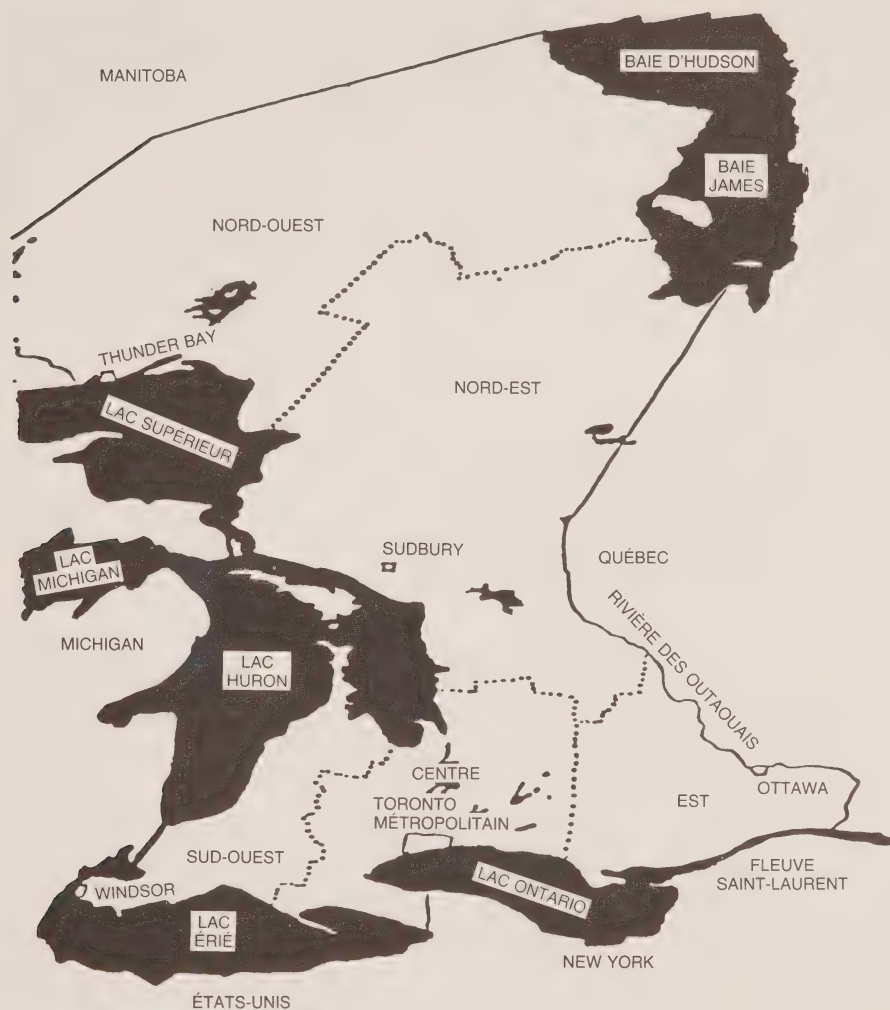 MANITOBA
BAIE D'HUDSON
BAIE
JAMES
NORD-OUEST
THUNDER BAY
LAC SUPÉRIEUR
NORD-EST
LAC
MICHIGAN
SUDBURY
QUÉBEC
MICHIGAN
LAC
HURON
RIVIÈRE DES OUTAOUAIS
CENTRE
TORONTO
MÉTROPOLITAIN
EST
OTTAWA
SUD-OUEST
WINDSOR
LAC
ÉRIÉ
LAC ONTARIO
FLEUVE
SAINT-LAURENT
NEW YORK
ÉTATS-UNIS